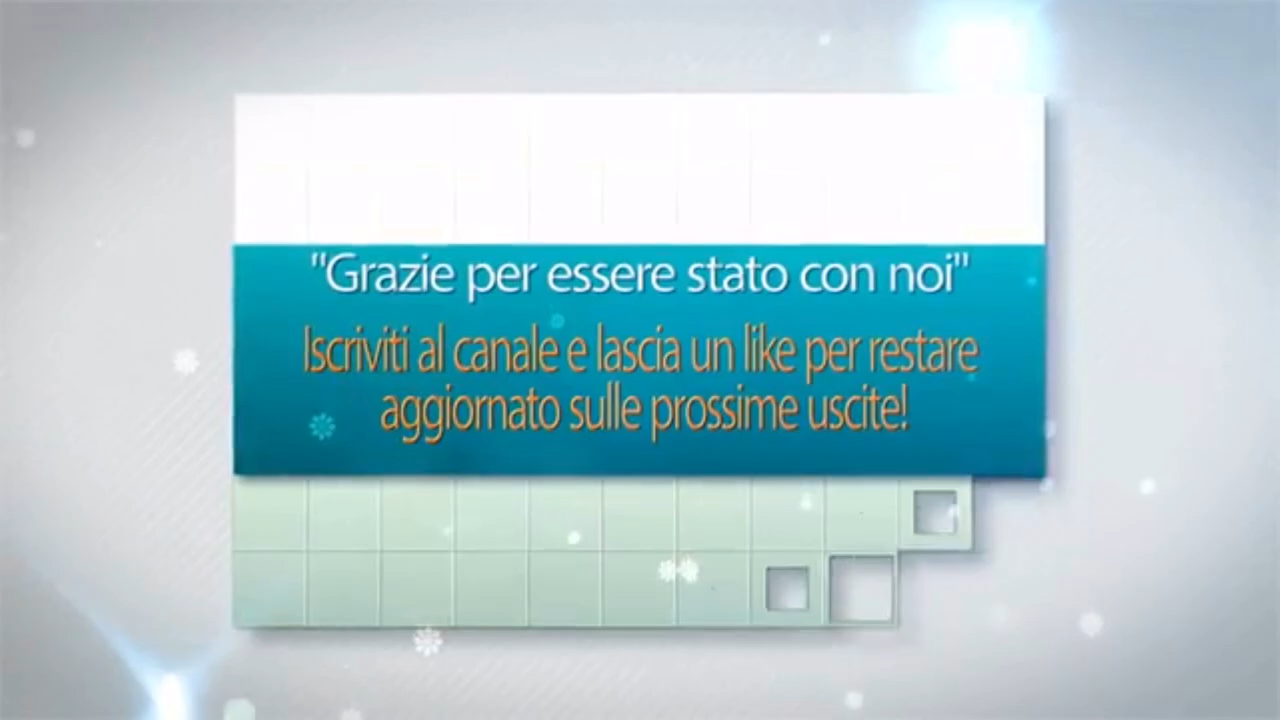 "Grazie per essere stato con noi"
Iscriviti al canale e lascia un like per restare
aggiornato sulle prossime uscite!